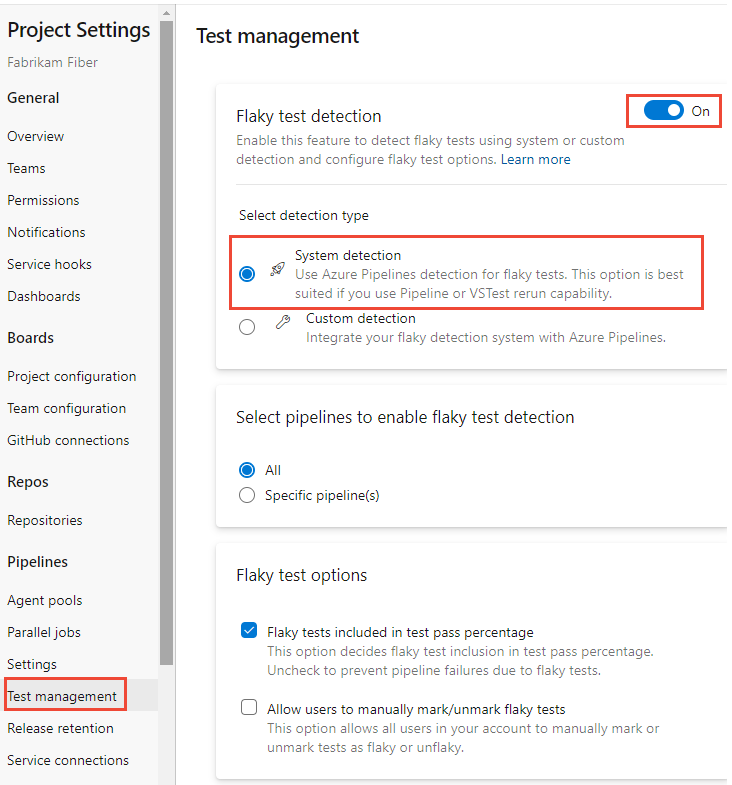 Project Settings
Fabrikam Fiber
General
Overview
Teams
Permissions
Notifications
Service hooks
Dashboards
Boards
Project configuration
Team configuration
GitHub connections
Repos
Repositories
Pipelines
Agent pools
Parallel jobs
Settings
Test management
Release retention
Service connections
Test management
Flaky test detection
On
Enable this feature to detect flaky tests using system or custom
detection and configure flaky test options. Learn more
Select detection type
System detection
Use Azure Pipelines detection for flaky tests. This option is best
suited if you use Pipeline or VSTest rerun capability.
Custom detection
Integrate your flaky detection system with Azure Pipelines.
Select pipelines to enable flaky test detection
All
Specific pipeline(s)
Flaky test options
Flaky tests included in test pass percentage
This option decides flaky test inclusion in test pass percentage.
Uncheck to prevent pipeline failures due to flaky tests.
Allow users to manually mark/unmark flaky tests
This option allows all users in your account to manually mark or
unmark tests as flaky or unflaky.